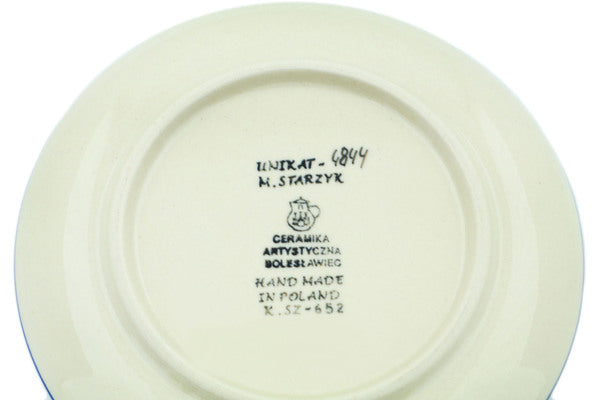 UNIKAT - 4844
M. STARZYK
CERAMIKA
ARTYSTYCZNA
BOLESŁAWIEC
HAND MADE
IN POLAND
K. SZ-652